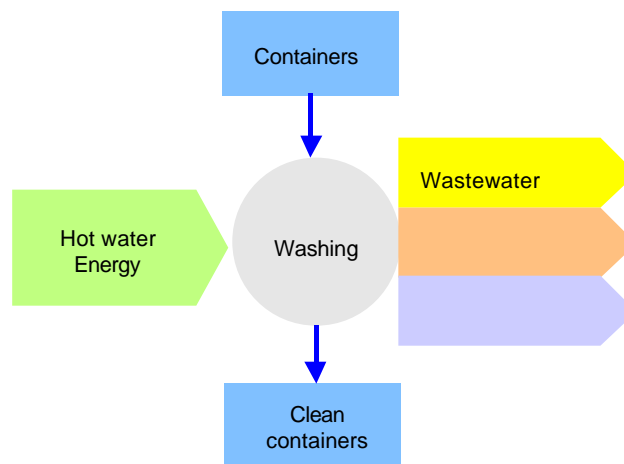 Containers
Wastewater
Hot water
Energy
Washing
Clean
containers